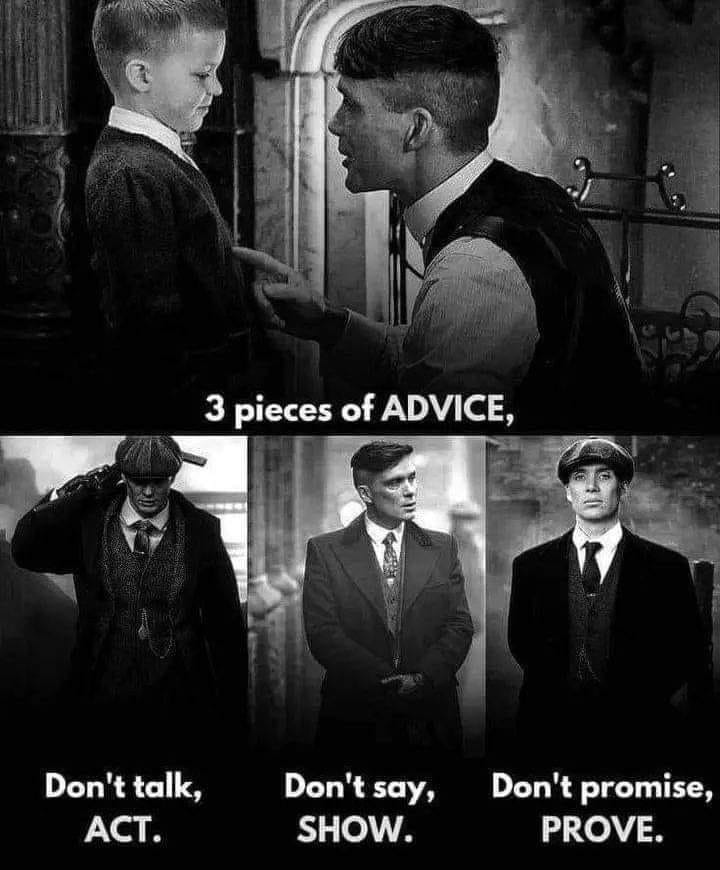 3 pieces of ADVICE,
Don't talk,
ACT.
Don't say,
SHOW.
Don't promise,
PROVE.